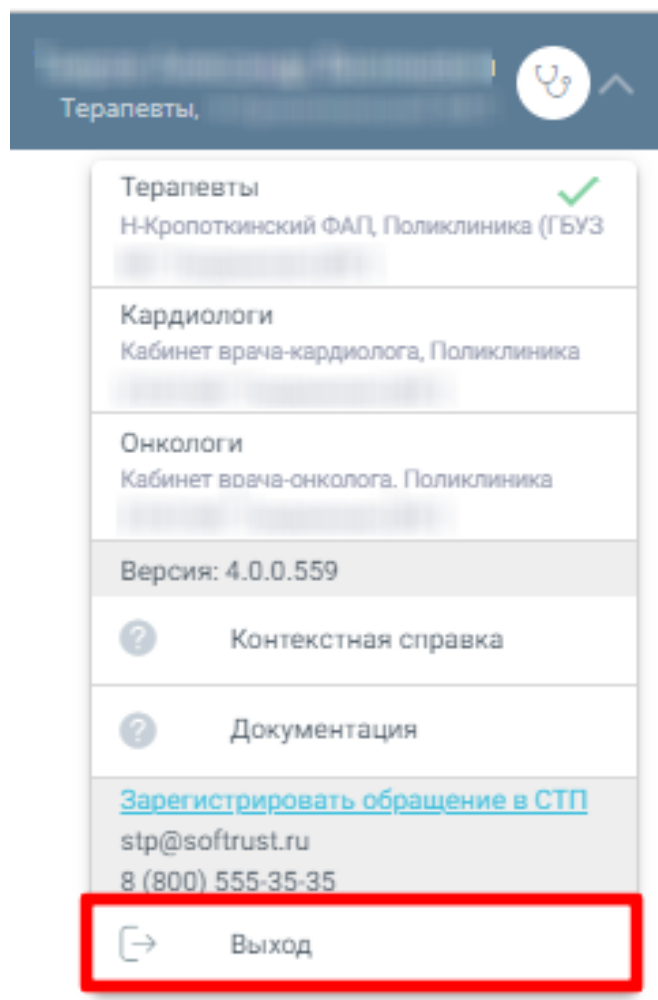 Терапевты,
Терапевты
Н-Кропоткинский ФАП, Поликлиника (ГБУЗ
Кардиологи
Кабинет врача-кардиолога, Поликлиника
Онкологи
Кабинет врача-онколога. Поликлиника
Версия: 4.0.0.559
Контекстная справка
Документация
Зарегистрировать обращение в СТП
stp@softrust.ru
8 (800) 555-35-35
Выход